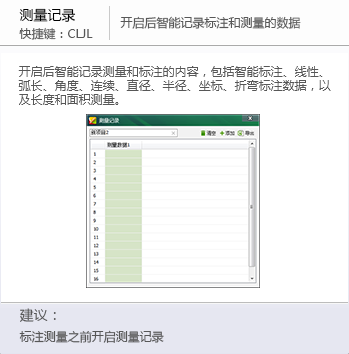 测量记录
快捷键：CLJL
开启后智能记录标注和测量的数据
开启后智能记录测量和标注的内容，包括智能标注、线性、
弧长、角度、连续、直径、半径、坐标、折弯标注数据，以
及长度和面积测量。
测量记录
我项目2
清空
添加
导出
测量数据1
1
2
3
4
5
6
7
8
9
10
11
12
13
14
15
16
建议：
标注测量之前开启测量记录